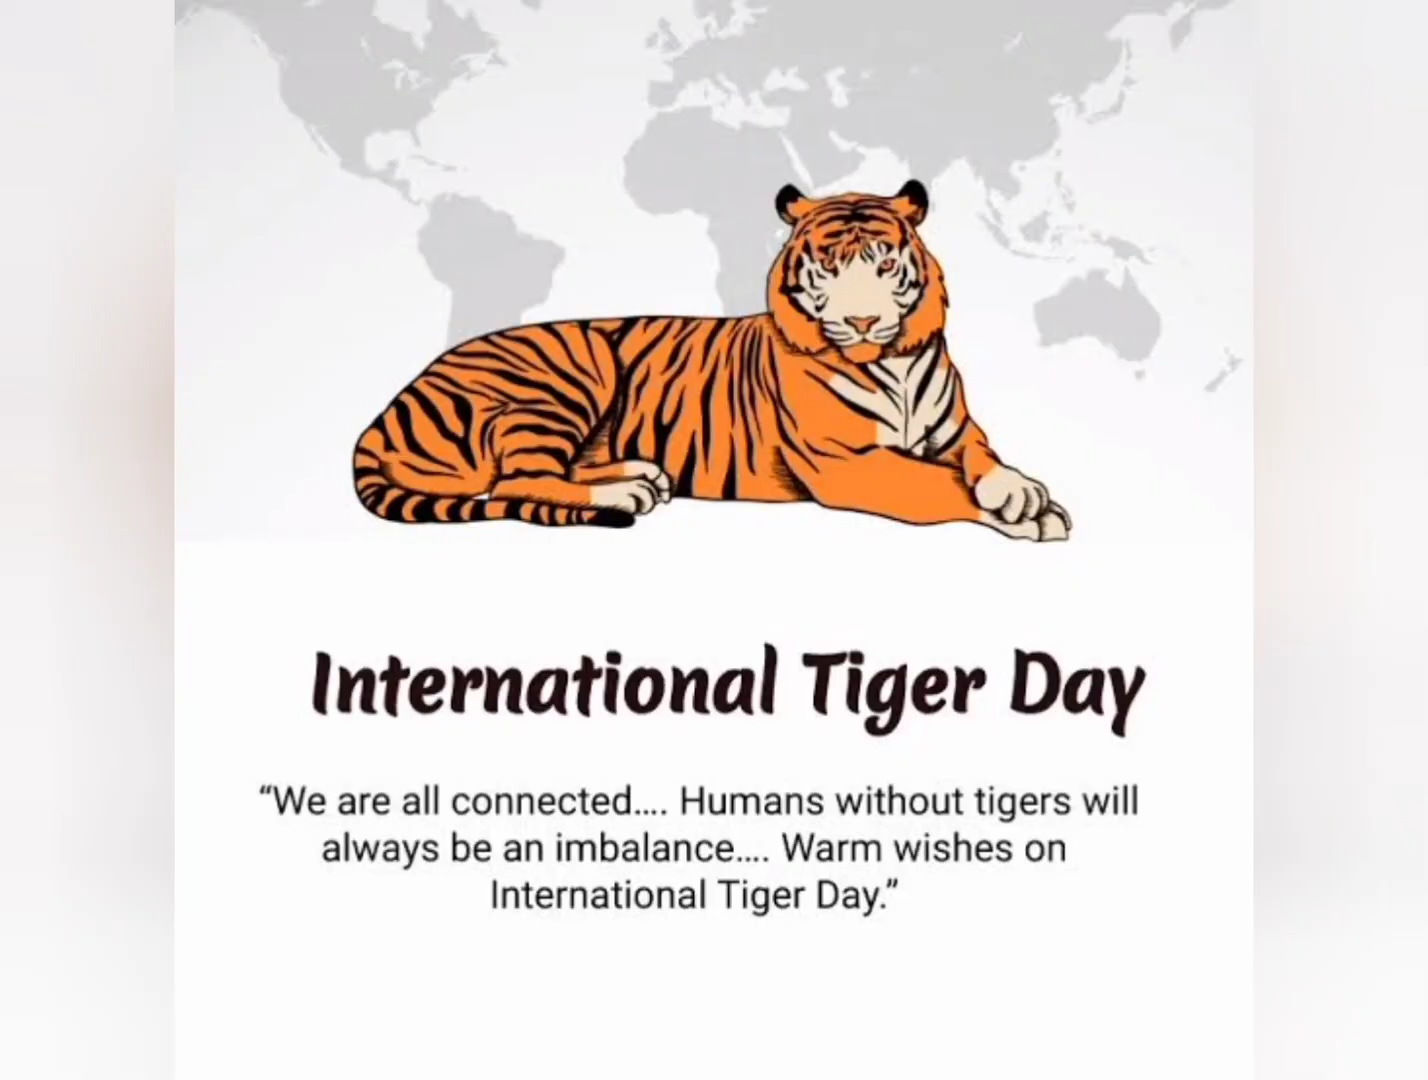 International Tiger Day
“We are all connected.... Humans without tigers will
always be an imbalance.... Warm wishes on
International Tiger Day.”